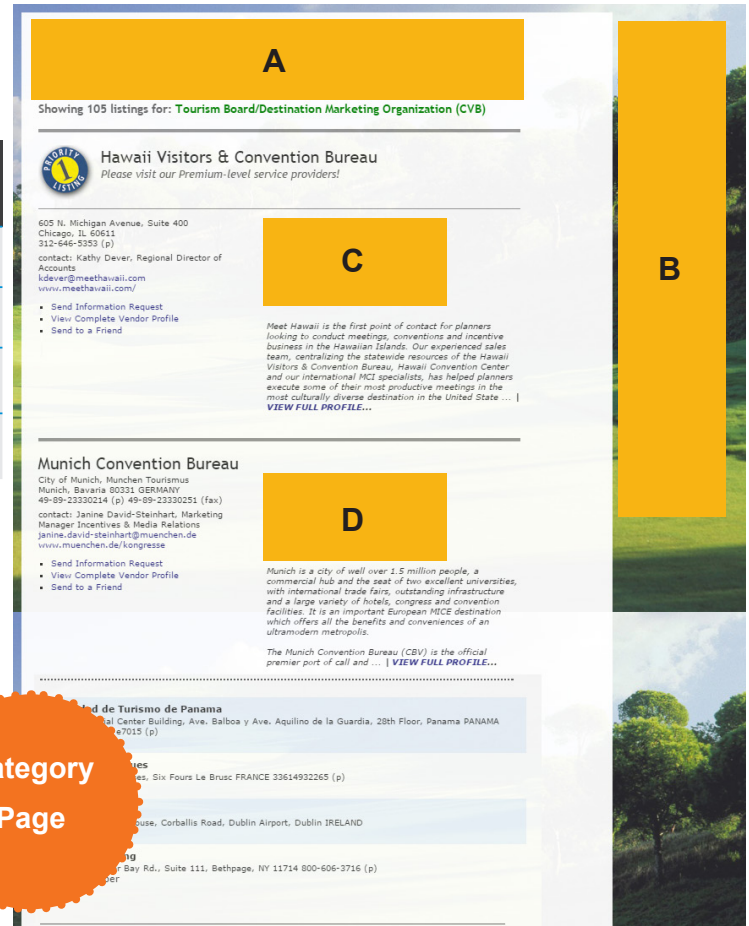 A
B
Showing 105 listings for: Tourism Board/Destination Marketing Organization (CVB)
PRIORITY
1
LISTING
Hawaii Visitors & Convention Bureau
Please visit our Premium-level service providers!
605 N. Michigan Avenue, Suite 400
Chicago, IL 60611
312-646-5353 (p)
contact: Kathy Dever, Regional Director of
Accounts
kdever@meethawaii.com
www.meethawaii.com/
• Send Information Request
• View Complete Vendor Profile
• Send to a Friend
C
Meet Hawaii is the first point of contact for planners
looking to conduct meetings, conventions and incentive
business in the Hawaiian Islands. Our experienced sales
team, centralizing the statewide resources of the Hawaii
Visitors & Convention Bureau, Hawaii Convention Center
and our international MCI specialists, has helped planners
execute some of their most productive meetings in the
most culturally diverse destination in the United State ... |
VIEW FULL PROFILE...
Munich Convention Bureau
City of Munich, Munchen Tourismus
Munich, Bavaria 80331 GERMANY
49-89-23330214 (p) 49-89-23330251 (fax)
contact: Janine David-Steinhart, Marketing
Manager Incentives & Media Relations
janine.david-steinhart@muenchen.de
www.muenchen.de/kongresse
• Send Information Request
• View Complete Vendor Profile
• Send to a Friend
D
Munich is a city of well over 1.5 million people, a
commercial hub and the seat of two excellent universities,
with international trade fairs, outstanding infrastructure
and a large variety of hotels, congress and convention
facilities. It is an important European MICE destination
which offers all the benefits and conveniences of an
ultramodern metropolis.
The Munich Convention Bureau (CBV) is the official
premier port of call and ... | VIEW FULL PROFILE...
d de Turismo de Panama
al Center Building, Ave. Balboa y Ave. Aquilino de la Guardia, 28th Floor, Panama PANAMA
e7015 (p)
ues
es, Six Fours Le Brusc FRANCE 33614932265 (p)
ouse, Corballis Road, Dublin Airport, Dublin IRELAND
ng
r Bay Rd., Suite 111, Bethpage, NY 11714 800-606-3716 (p)
ber
ategory
Page